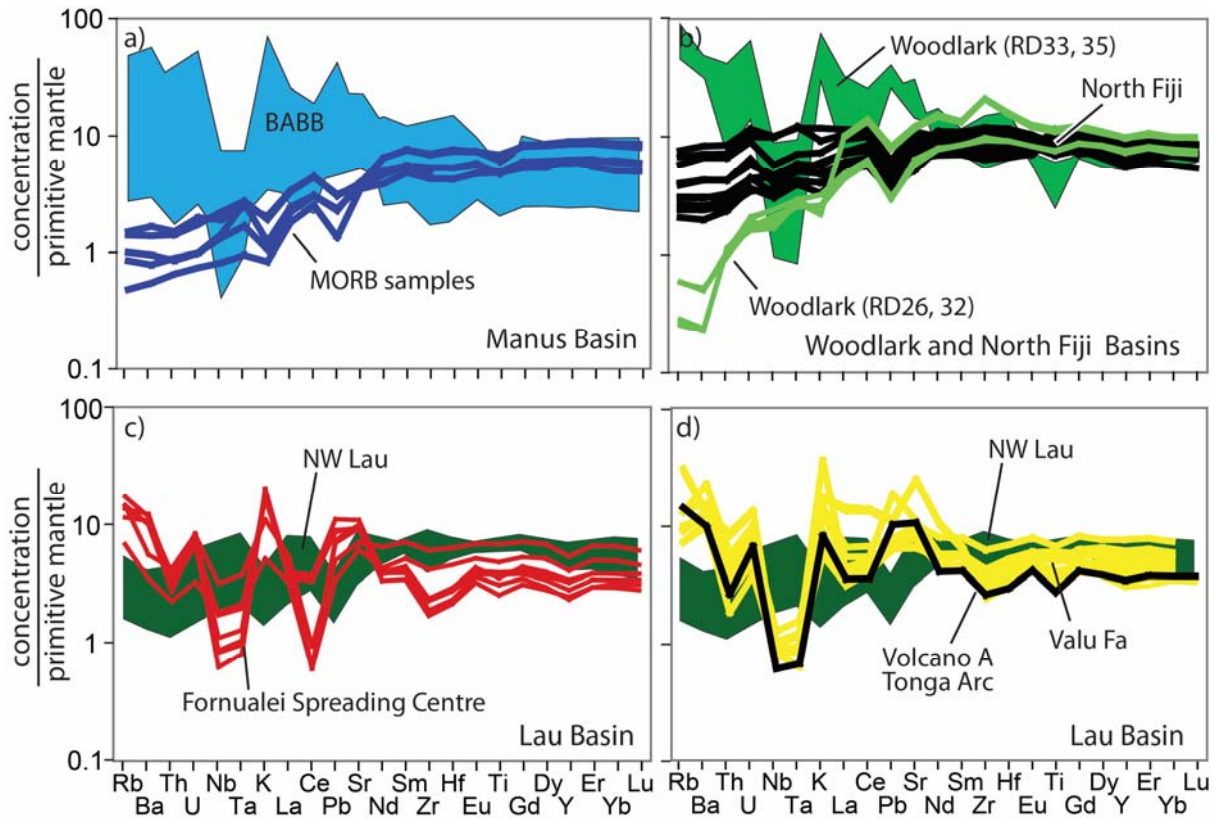 100
10
1
0.1
concentration
primitive mantle
a)
BABB
MORB samples
Manus Basin
b)
Woodlark (RD33, 35)
North Fiji
Woodlark (RD26, 32)
Woodlark and North Fiji Basins
100
10
1
0.1
concentration
primitive mantle
c)
NW Lau
Fornualei Spreading Centre
Lau Basin
d)
NW Lau
Volcano A
Tonga Arc
Valu Fa
Lau Basin
Rb Th Nb K Ce Sr Sm Hf Ti Dy Er Lu
Ba U Ta La Pb Nd Zr Eu Gd Y Yb
Rb Th Nb K Ce Sr Sm Hf Ti Dy Er Lu
Ba U Ta La Pb Nd Zr Eu Gd Y Yb